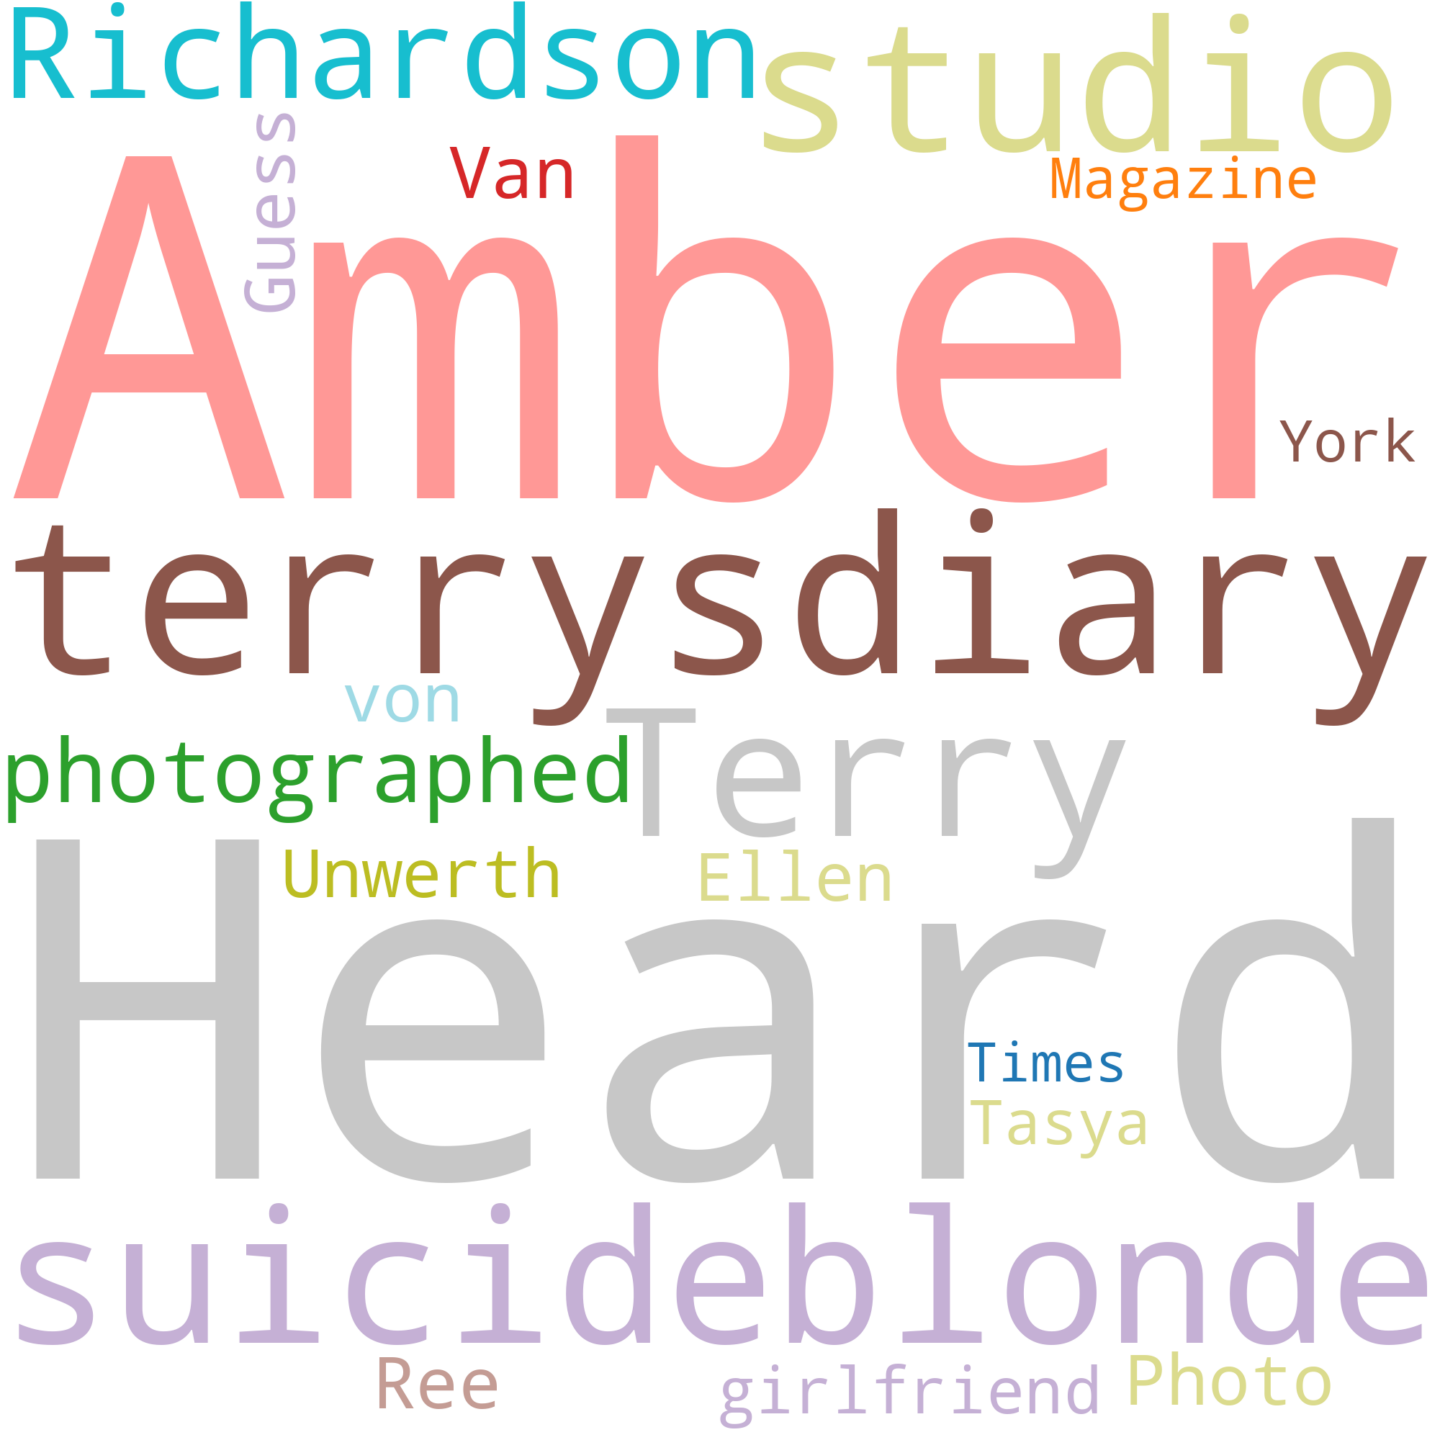 Richardson
studio
Guess
Van
Magazine
Amber
York
terrysdiary
von
Terry
photographed
Unwerth
Ellen
Heard
Times
Tasya
suicideblonde
Ree
girlfriend
Photo